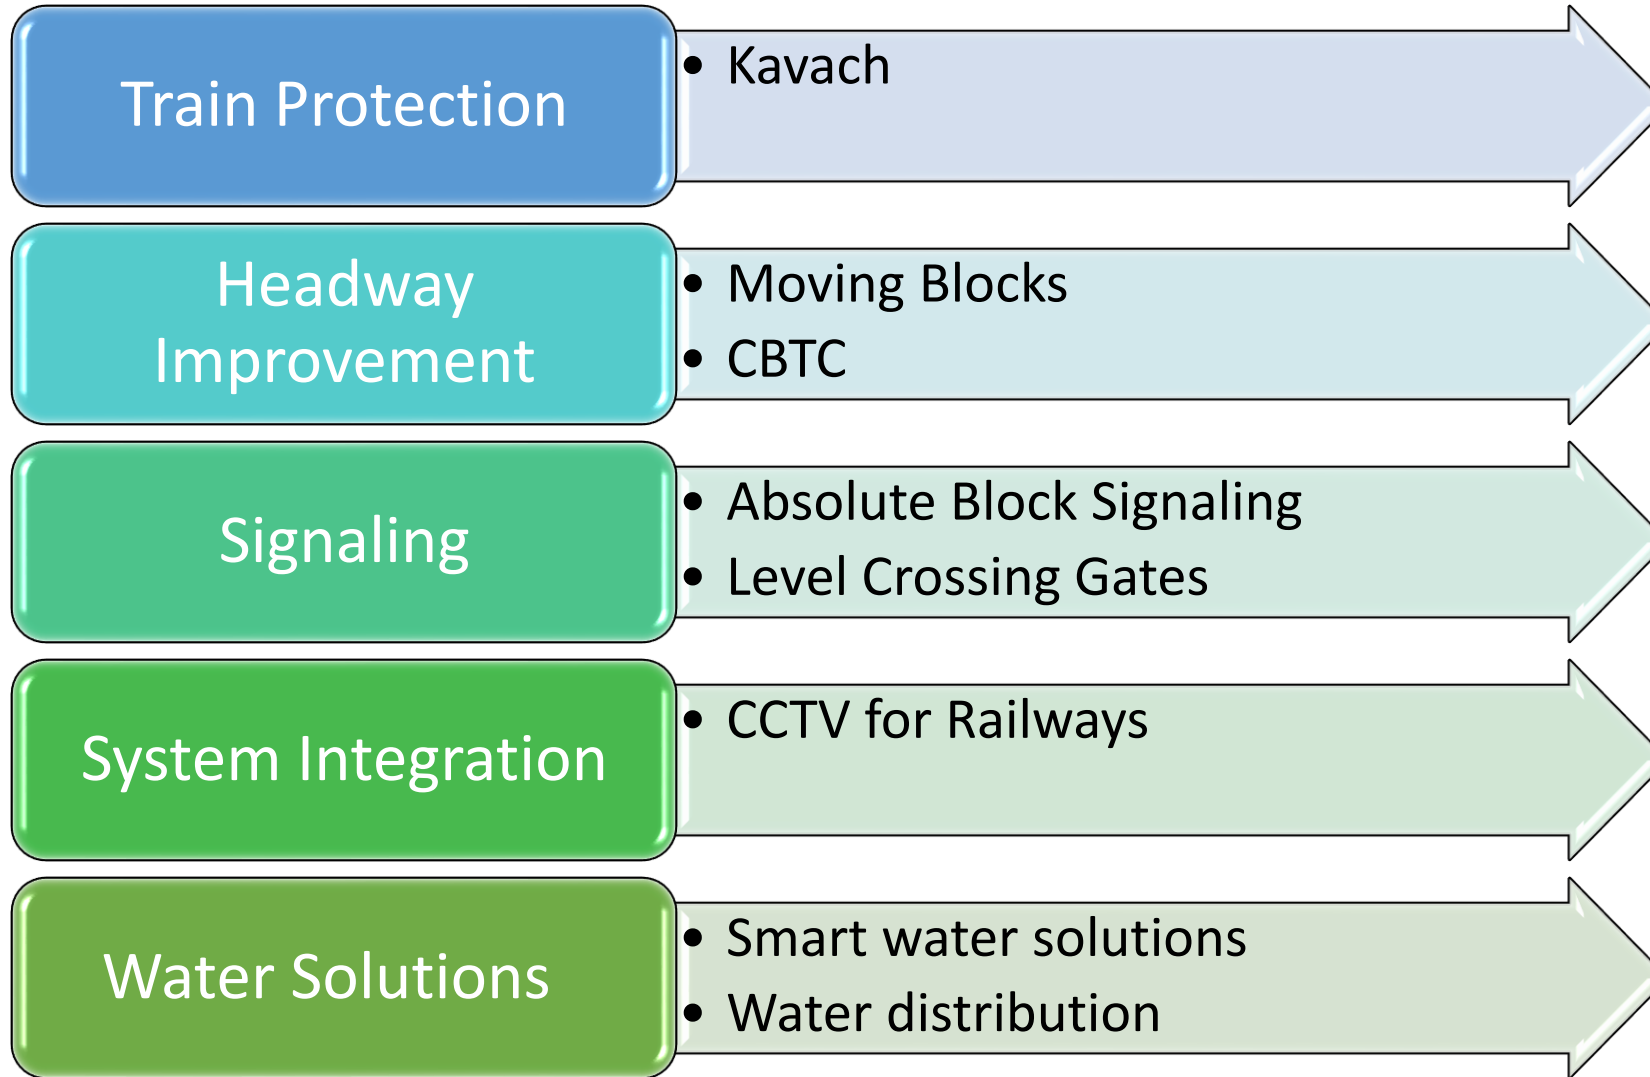 Train Protection
• Kavach
Headway
Improvement
• Moving Blocks
• CBTC
Signaling
• Absolute Block Signaling
• Level Crossing Gates
System Integration
• CCTV for Railways
Water Solutions
• Smart water solutions
• Water distribution